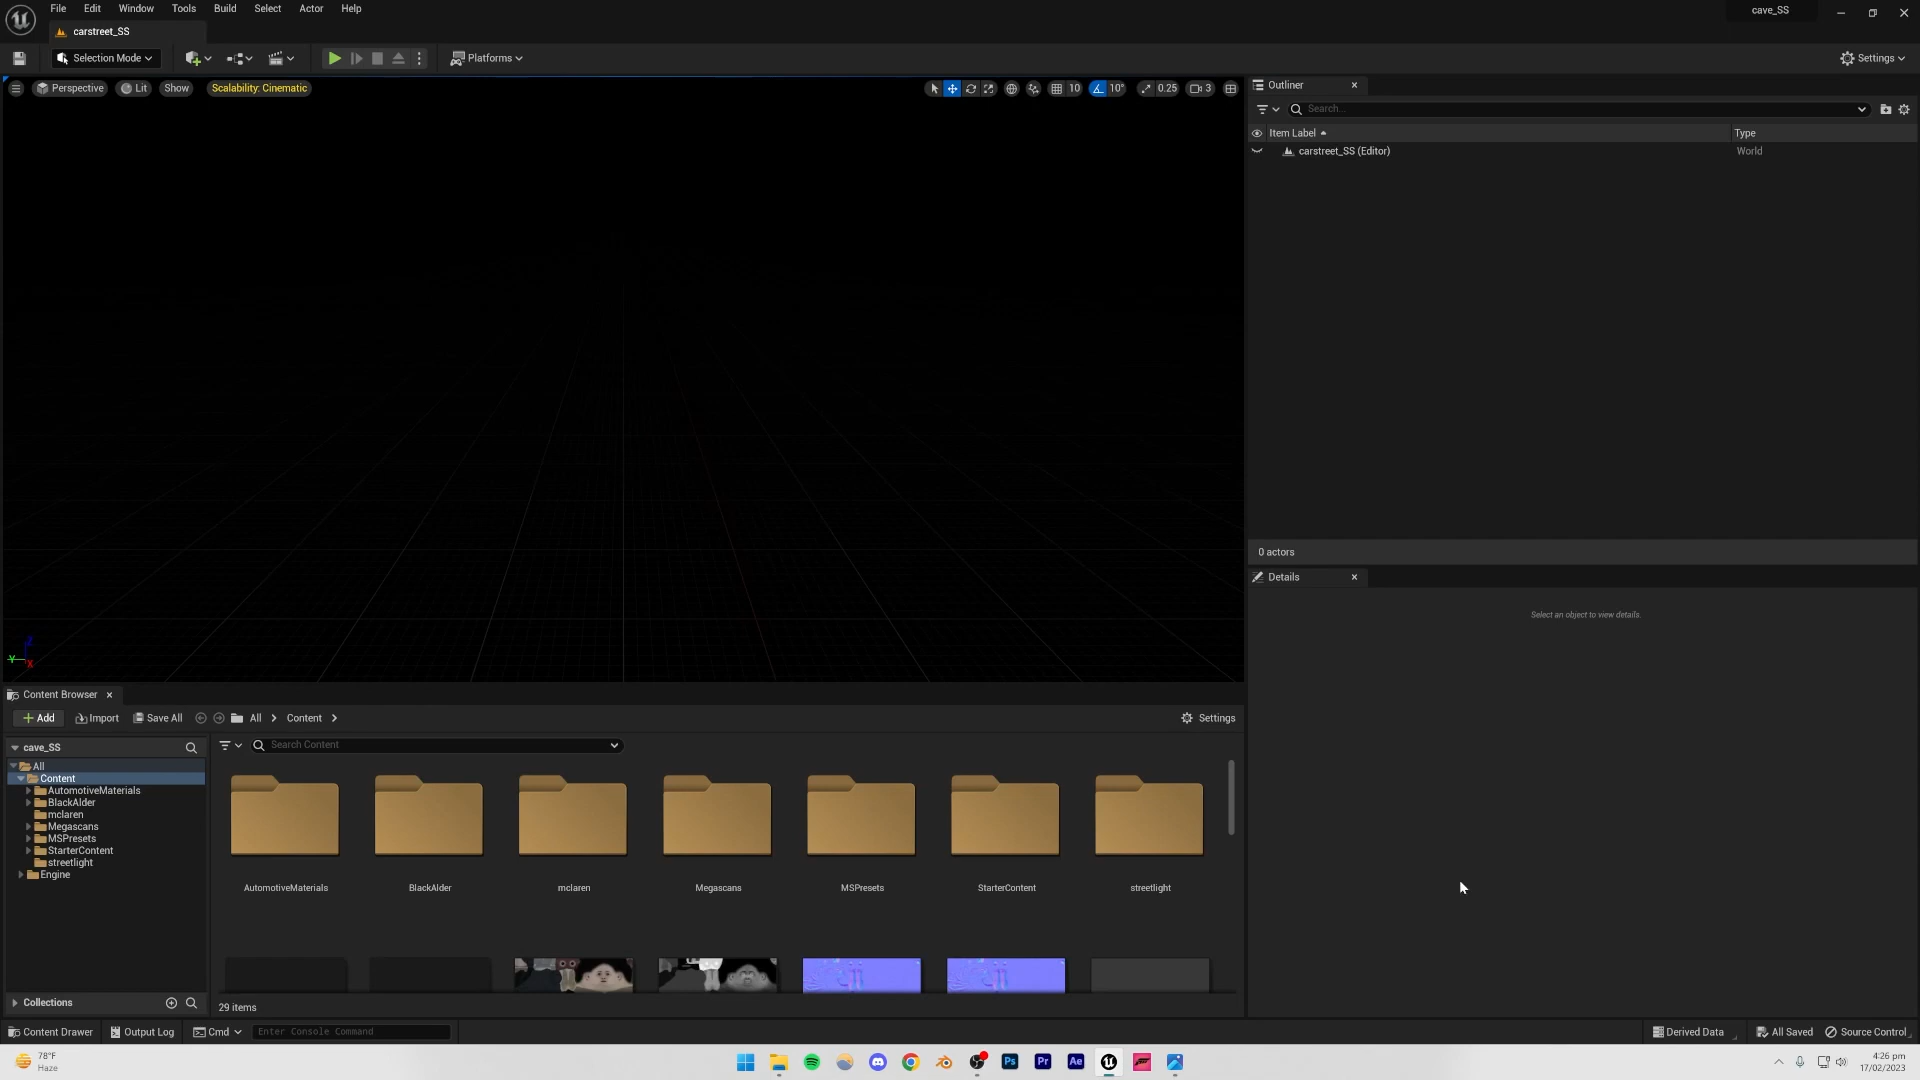 File Edit Window Tools Build Select Actor Help
cave_SS
carstreet_SS
Selection Mode
Platforms
Settings
Perspective Lit Show Scalability: Cinematic
10 10° 0.25 3
Outliner
Search...
Item Label Type
carstreet_SS (Editor) World
0 actors
Details
Select an object to view details.
Z
Y X
Content Browser
Add Import Save All All Content Settings
cave_SS
Search Content
All
Content
AutomotiveMaterials
BlackAlder
mclaren
Megascans
MSPresets
StarterContent
streetlight
Engine
AutomotiveMaterials BlackAlder mclaren Megascans MSPresets StarterContent streetlight
Collections
29 items
Content Drawer Output Log Cmd Enter Console Command Derived Data All Saved Source Control
78°F
Haze
Ps Pr Ae
4:26 pm
17/02/2023